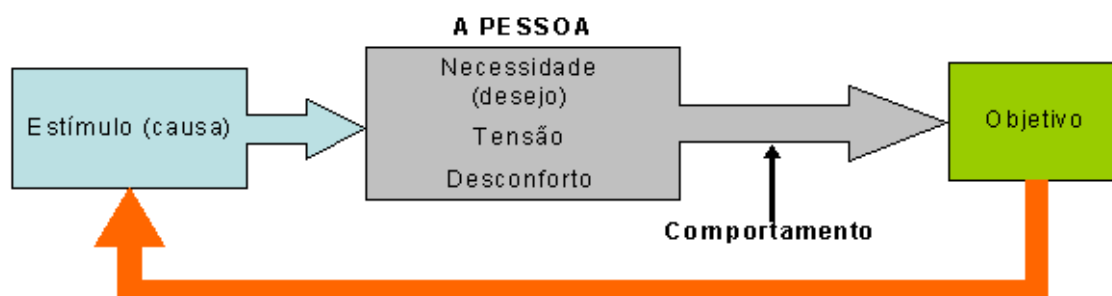 A PESSOA
Estímulo (causa)
Necessidade
(desejo)
Tensão
Desconforto
Objetivo
Comportamento